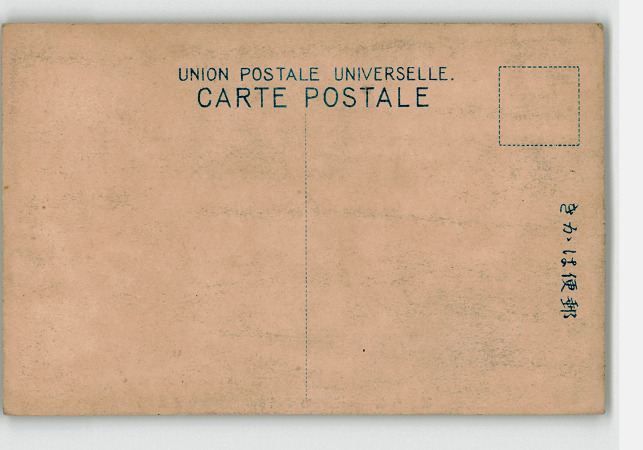 UNION POSTALE UNIVERSELLE.
CARTE POSTALE
郵便はかき